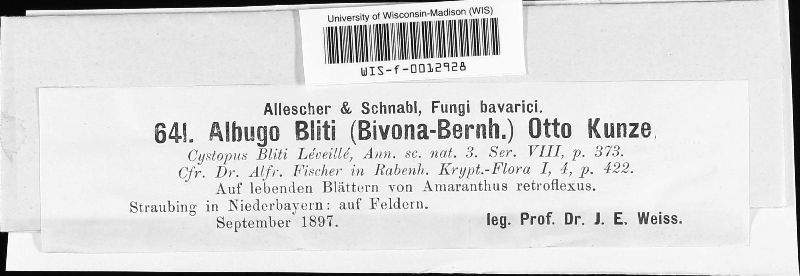 University of Wisconsin-Madison (WIS)
WIS-f-0012928
Allescher & Schnabl, Fungi bavarici.
641. Albugo Bliti (Bivona-Bernh.) Otto Kunze.
Cystopus Bliti Léveillé, Ann. sc. nat. 3. Ser. VIII, p. 373.
Cfr. Dr. Alfr. Fischer in Rabenh. Krypt.-Flora I, 4, p. 422.
Auf lebenden Blättern von Amaranthus retroflexus.
Straubing in Niederbayern: auf Feldern.
September 1897. leg. Prof. Dr. J. E. Weiss.